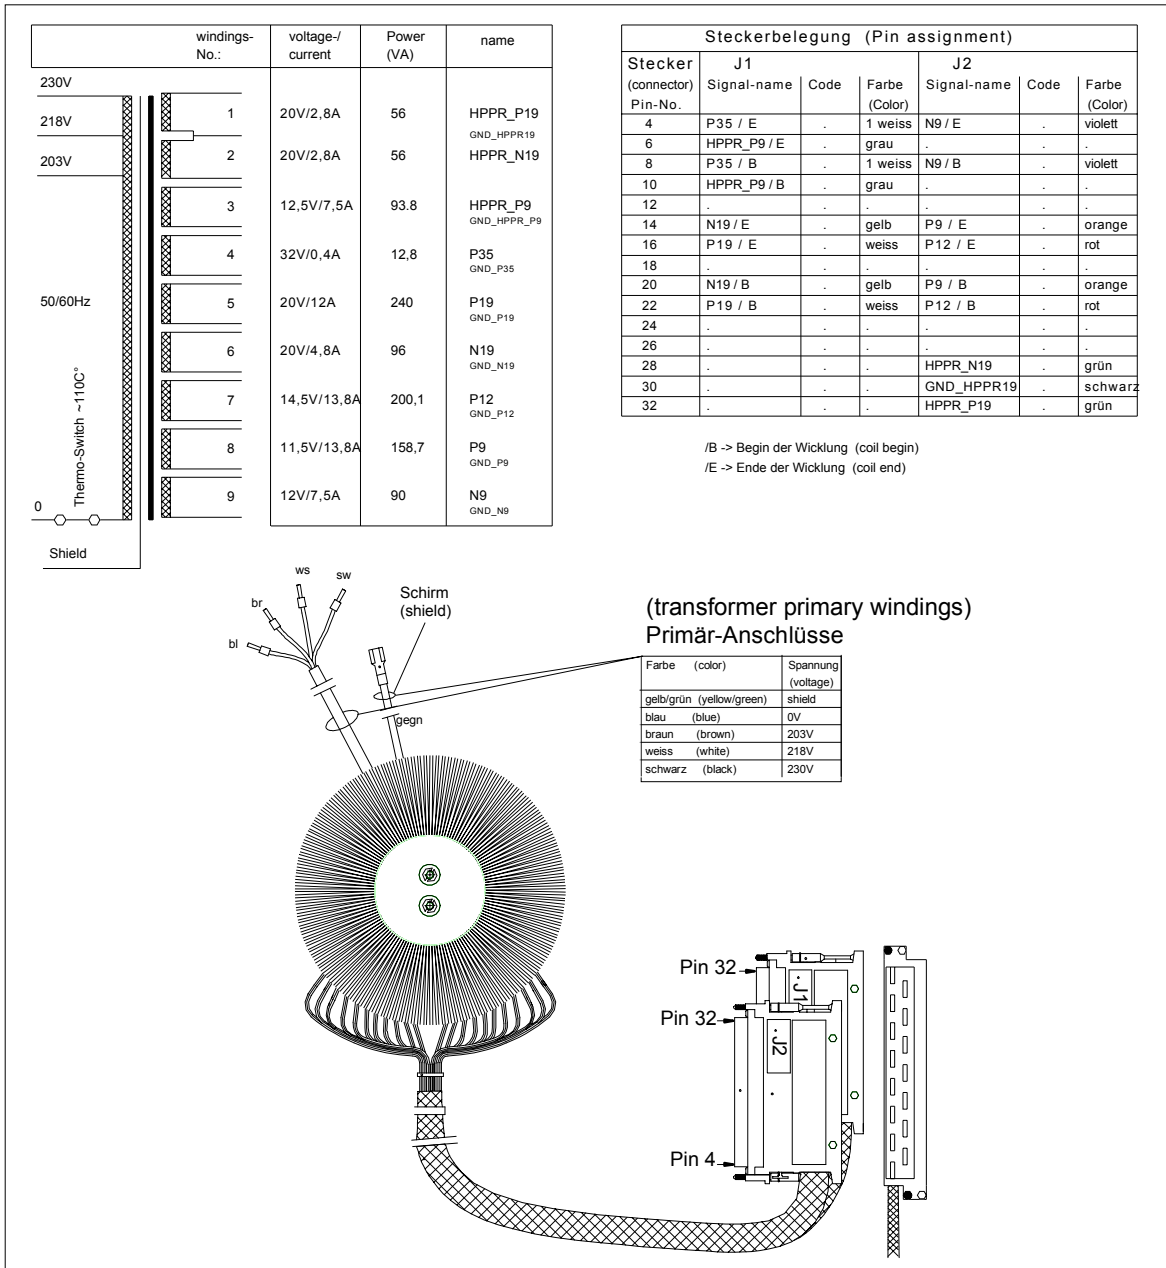 windings-No.: voltage-/current Power (VA) name
230V
218V
203V
50/60Hz
Thermo-Switch ~110C°
0
Shield
1 20V/2,8A 56 HPPR_P19
GND_HPPR19
2 20V/2,8A 56 HPPR_N19
3 12,5V/7,5A 93.8 HPPR_P9
GND_HPPR_P9
4 32V/0,4A 12,8 P35
GND_P35
5 20V/12A 240 P19
GND_P19
6 20V/4,8A 96 N19
GND_N19
7 14,5V/13,8A 200,1 P12
GND_P12
8 11,5V/13,8A 158,7 P9
GND_P9
9 12V/7,5A 90 N9
GND_N9
Steckerbelegung (Pin assignment)
Stecker J1 J2
(connector) Signal-name Code Farbe Signal-name Code Farbe
Pin-No. (Color) (Color)
4 P35 / E . 1 weiss N9 / E . violett
6 HPPR_P9 / E . grau . . .
8 P35 / B . 1 weiss N9 / B . violett
10 HPPR_P9 / B . grau . . .
12 . . . . . .
14 N19 / E . gelb P9 / E . orange
16 P19 / E . weiss P12 / E . rot
18 . . . . . .
20 N19 / B . gelb P9 / B . orange
22 P19 / B . weiss P12 / B . rot
24 . . . . . .
26 . . . . . .
28 . . . HPPR_N19 . grün
30 . . . GND_HPPR19 . schwarz
32 . . . HPPR_P19 . grün
/B -> Begin der Wicklung (coil begin)
/E -> Ende der Wicklung (coil end)
bl
br
ws
sw
Schirm
(shield)
gegn
(transformer primary windings)
Primär-Anschlüsse
Farbe (color) Spannung
(voltage)
gelb/grün (yellow/green) shield
blau (blue) 0V
braun (brown) 203V
weiss (white) 218V
schwarz (black) 230V
Pin 32
.J1
Pin 32
.J2
Pin 4